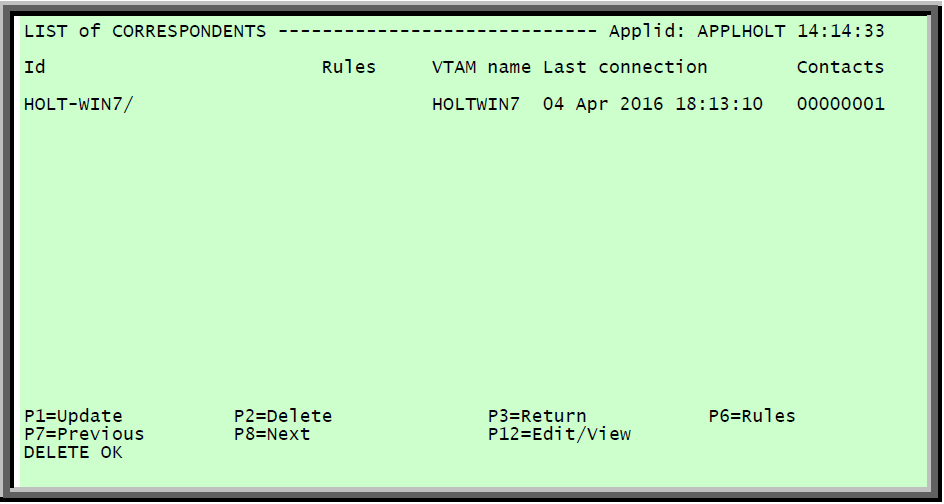 LIST of CORRESPONDENTS ----------------------------- Applid: APPLHOLT 14:14:33
Id Rules VTAM name Last connection Contacts
HOLT-WIN7/ HOLTWIN7 04 Apr 2016 18:13:10 00000001
P1=Update P2=Delete P3=Return P6=Rules
P7=Previous P8=Next P12=Edit/View
DELETE OK